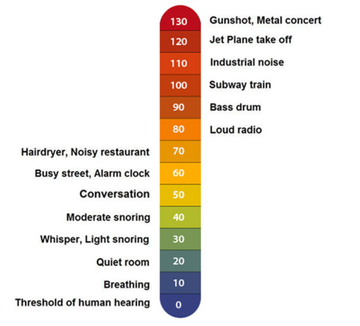 130 Gunshot, Metal concert
120 Jet Plane take off
110 Industrial noise
100 Subway train
90 Bass drum
80 Loud radio
Hairdryer, Noisy restaurant 70
Busy street, Alarm clock 60
Conversation 50
Moderate snoring 40
Whisper, Light snoring 30
Quiet room 20
Breathing 10
Threshold of human hearing 0